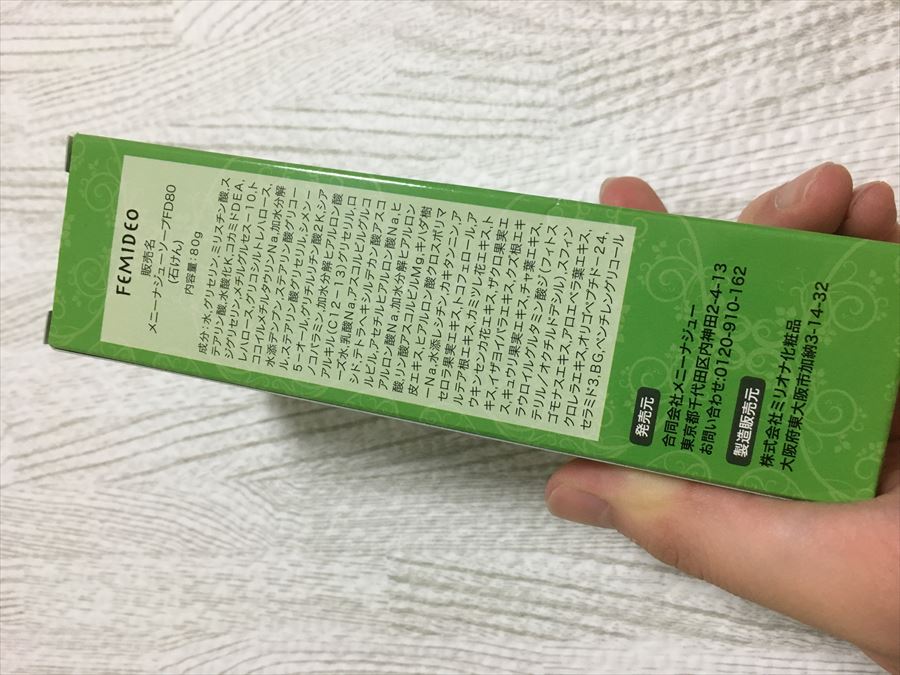 FEMIDEO
販売名
メニーナジューソープFD80
(石けん)
内容量:80g
成分:水,グリセリン,ミリスチン酸,ス
テアリン酸,水酸化K,コカミドDEA,
ジグリセリン,メチルグルセス-10,ト
レハロース,グリコシルトレハロース,
ココイルメチルタウリンNa,加水分解
水添デンプン,ステアリン酸グリコー
ル,ステアリン酸グリセリル,シメン-
5-オール,グリチルリチン酸2K,シア
ノコバラミン,加水分解ヒアルロン酸
アルキル(C12-13)グリセリル,ロ
ーズ水,乳酸Na,アスコルビルグルコ
シド,テトラヘキシルデカン酸アスコ
ルビル,アセチルヒアルロン酸Na,ヒ
アルロン酸Na,加水分解ヒアルロン
酸,リン酸アスコルビルMg,キハダ樹
皮エキス,ヒアルロン酸クロスポリマ
ーNa,水添レシチン,カキタンニン,ア
セロラ果実エキス,トコフェロール,ア
ルテア根エキス,カミツレ花エキス,ト
ウキンセンカ花エキス,ザクロ果実エ
キス,イザヨイバラエキス,クズ根エキ
ス,キュウリ果実エキス,チャ葉エキス,
ラウロイルグルタミン酸ジ(フィトス
テリル/オクチルドデシル),スフィン
ゴモナスエキス,アロエベラ葉エキス,
クロレラエキス,オリゴペプチド-24,
セラミド3,BG,ペンチレングリコール
発売元
合同会社メニーナジュー
東京都千代田区内神田2-4-13
お問い合わせ:0120-910-162
製造販売元
株式会社ミリオナ化粧品
大阪府東大阪市加納3-14-32